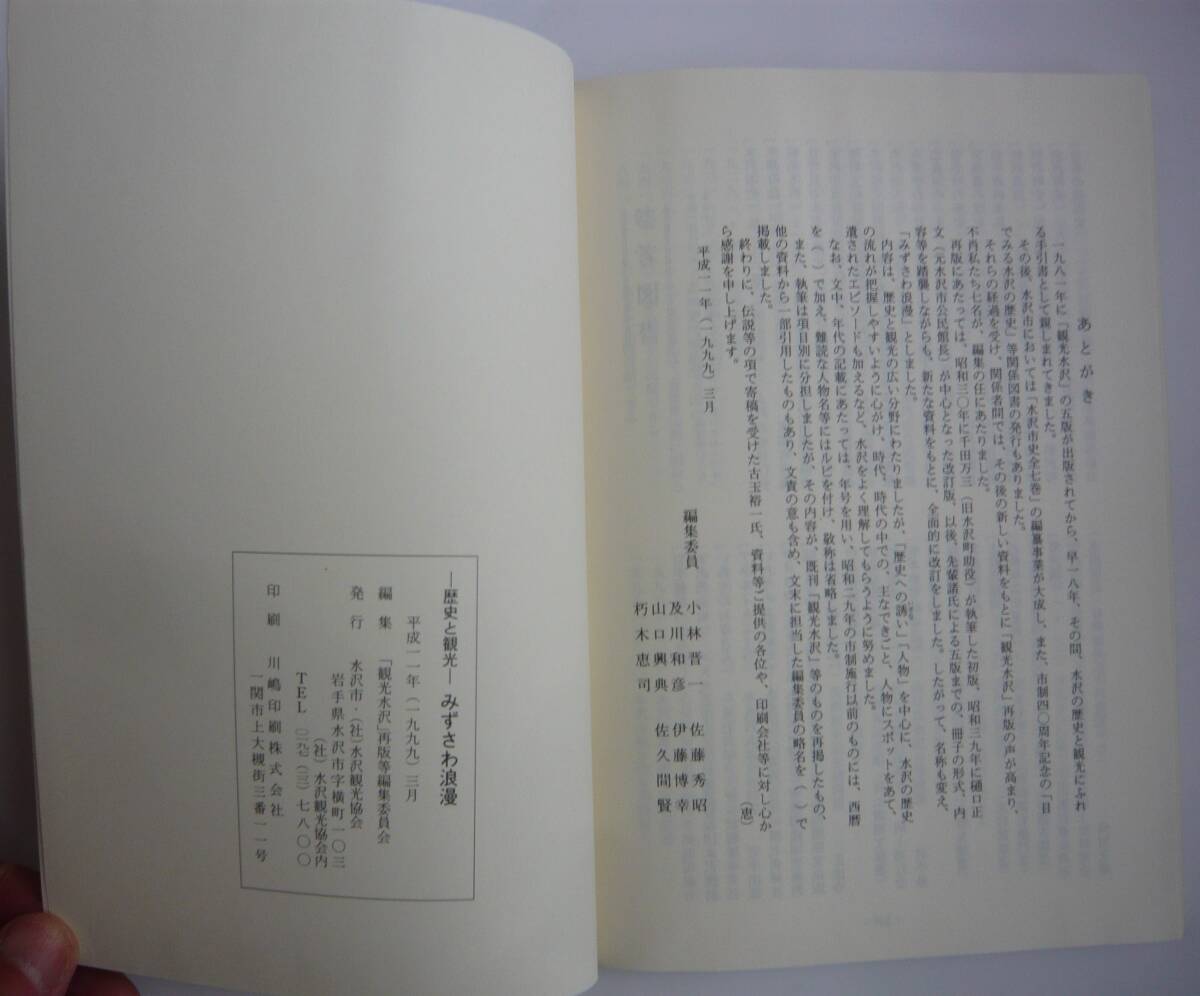 あとがき
一九八一年に「観光水沢」の五版が出版されてから、早一八年、その間、水沢の歴史と観光にふれ
る手引書として親しまれてきました。
その後、水沢市においては「水沢市史全七巻」の編纂事業が大成し、また、市制四〇周年記念の「目
でみる水沢の歴史」等関係図書の発行もありました。
それらの経過を受け、関係者間では、その後の新しい資料をもとに「観光水沢」再版の声が高まり、
不肖私たち七名が、編集の任にあたりました。
再版にあたっては、昭和三〇年に千田万三（旧水沢町助役）が執筆した初版、昭和三九年に樋口正
文（元水沢市公民館長）が中心となった改訂版、以後、先輩諸氏による五版までの、冊子の形式、内
容等を踏襲しながらも、新たな資料をもとに、全面的に改訂をしました。したがって、名称も変え、
「みずさわ浪漫」としました。
内容は、歴史と観光の広い分野にわたりましたが、「歴史への誘い」「人物」を中心に、水沢の歴史
の流れが把握しやすいように心がけ、時代、時代の中での、主なできごと、人物にスポットをあて、
遺されたエピソードも加えるなど、水沢をよく理解してもらうように努めました。
なお、文中、年代の記載にあたっては、年号を用い、昭和二九年の市制施行以前のものには、西暦
を（ ）で加え、難読な人物名等にはルビを付け、敬称は省略しました。
また、執筆は項目別に分担しましたが、その内容が、既刊「観光水沢」等のものを再掲したもの、
他の資料から一部引用したものもあり、文責の意も含め、文末に担当した編集委員の略名を（ ）で
掲載しました。
終わりに、伝説等の項で寄稿を受けた古玉裕一氏、資料等ご提供の各位や、印刷会社等に対し心か
ら感謝を申し上げます。
（恵）
平成一一年（一九九九）三月
編集委員
小林晋一 佐藤秀昭
及川和彦 伊藤博幸
山口興典 佐久間賢
朽木恵司
―歴史と観光―みずさわ浪漫
平成一一年（一九九九）三月
編集 「観光水沢」再版等編集委員会
発行 水沢市・（社）水沢観光協会
岩手県水沢市字横町一〇三
（社）水沢観光協会内
TEL 〇一九七（二三）七八〇〇
印刷 川嶋印刷株式会社
一関市上大槻街三番一一号